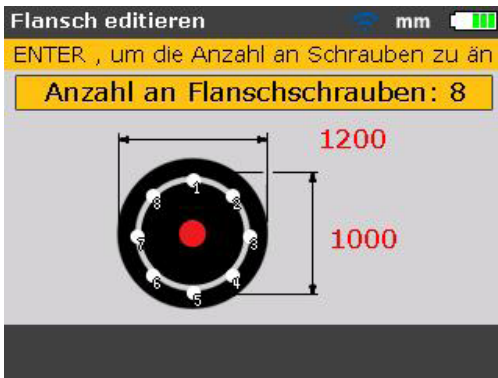 Flansch editieren mm
ENTER , um die Anzahl an Schrauben zu än
Anzahl an Flanschschrauben: 8
1200
1
8 2
7 3
1000
6 4
5